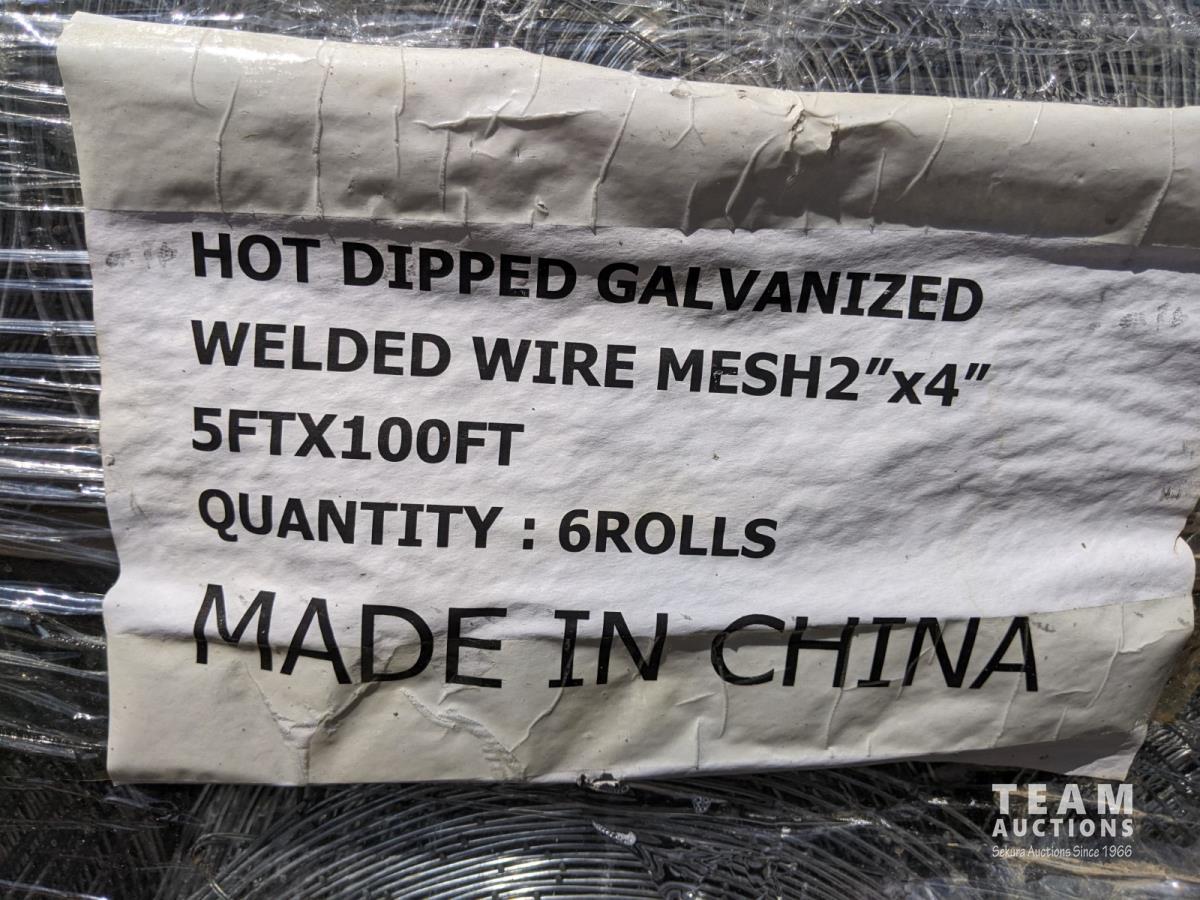 HOT DIPPED GALVANIZED
WELDED WIRE MESH2"x4"
5FTX100FT
QUANTITY : 6ROLLS
MADE IN CHINA
TEAM
AUCTIONS
Sekura Auctions Since 1966